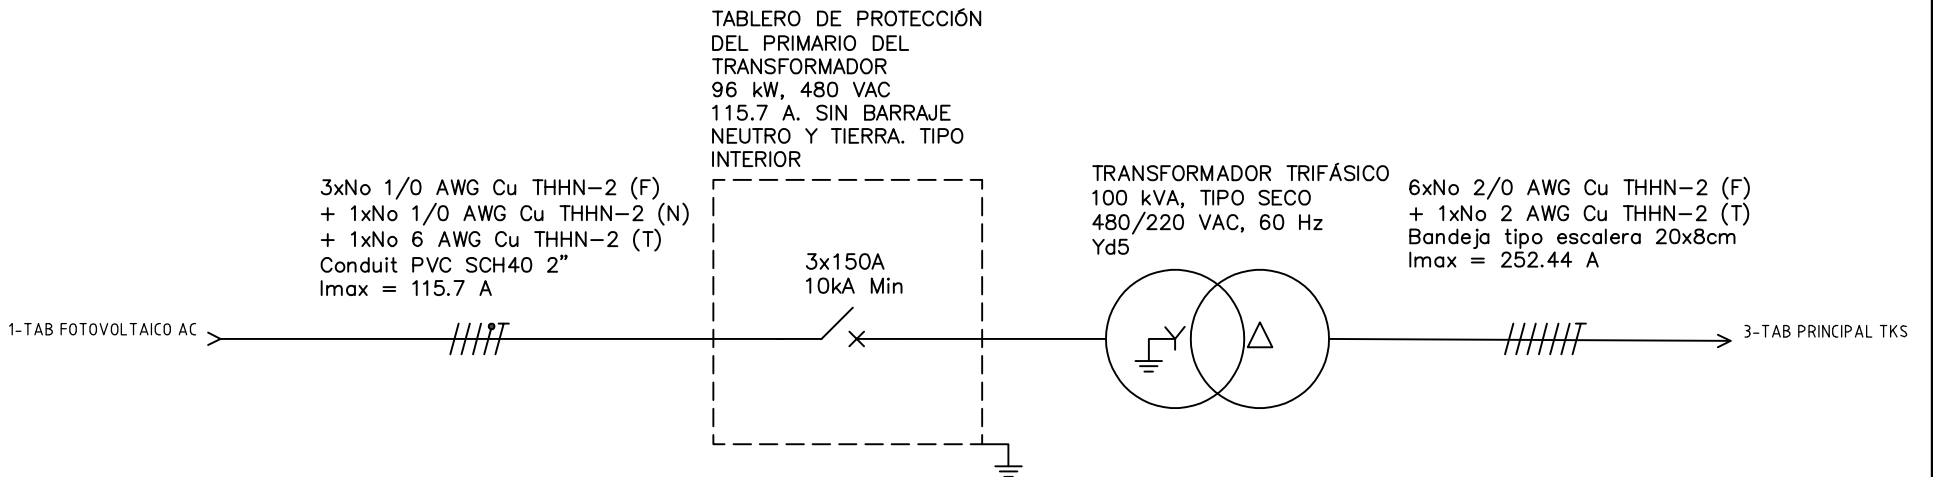 TABLERO DE PROTECCIÓN
DEL PRIMARIO DEL
TRANSFORMADOR
96 kW, 480 VAC
115.7 A. SIN BARRAJE
NEUTRO Y TIERRA. TIPO
INTERIOR
3xNo 1/0 AWG Cu THHN-2 (F)
+ 1xNo 1/0 AWG Cu THHN-2 (N)
+ 1xNo 6 AWG Cu THHN-2 (T)
Conduit PVC SCH40 2"
Imax = 115.7 A
3x150A
10kA Min
TRANSFORMADOR TRIFÁSICO
100 kVA, TIPO SECO
480/220 VAC, 60 Hz
Yd5
6xNo 2/0 AWG Cu THHN-2 (F)
+ 1xNo 2 AWG Cu THHN-2 (T)
Bandeja tipo escalera 20x8cm
Imax = 252.44 A
1-TAB FOTOVOLTAICO AC
3-TAB PRINCIPAL TKS